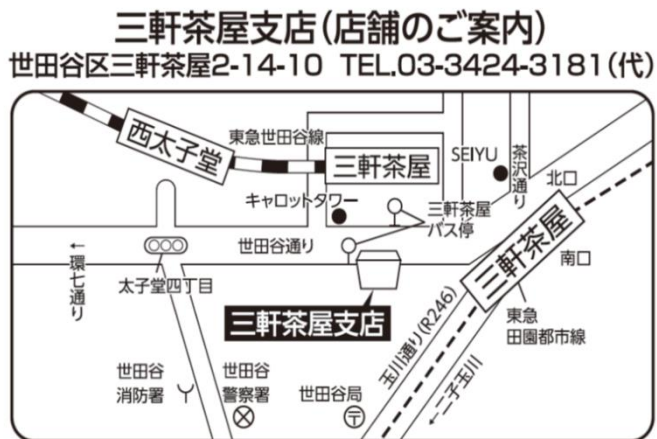 三軒茶屋支店(店舗のご案内)
世田谷区三軒茶屋2-14-10 TEL.03-3424-3181(代)
西太子堂
東急世田谷線
三軒茶屋
SEIYU
茶沢通り
北口
キャロットタワー
三軒茶屋
バス停
三軒茶屋
世田谷通り
←環七通り
南口
太子堂四丁目
三軒茶屋支店
東急
田園都市線
玉川通り(R246)
←二子玉川
世田谷
消防署
世田谷
警察署
世田谷局